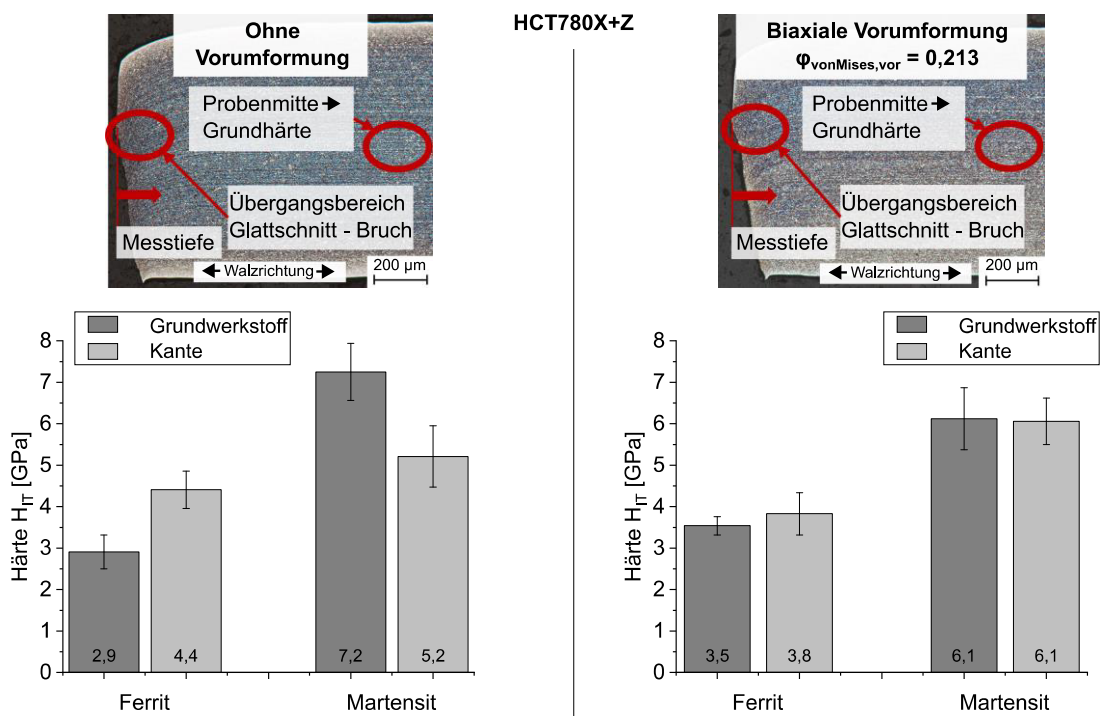 HCT780X+Z
Ohne
Vorumformung
Probenmitte
Grundhärte
Übergangsbereich
Glattschnitt - Bruch
Messtiefe
Walzrichtung
200 µm
Grundwerkstoff
Kante
Härte H_IT [GPa]
8
7
6
5
4
3
2
1
0
2,9
4,4
7,2
5,2
Ferrit
Martensit
Biaxiale Vorumformung
φvonMises,vor = 0,213
Probenmitte
Grundhärte
Übergangsbereich
Glattschnitt - Bruch
Messtiefe
Walzrichtung
200 µm
Grundwerkstoff
Kante
Härte H_IT [GPa]
8
7
6
5
4
3
2
1
0
3,5
3,8
6,1
6,1
Ferrit
Martensit